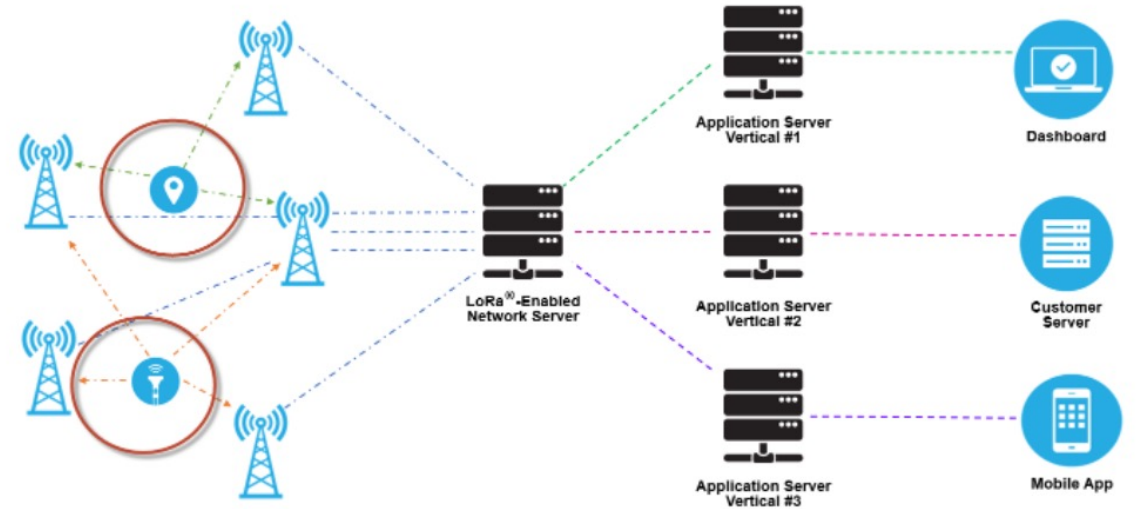 Application Server
Vertical #1
Dashboard
LoRa®-Enabled
Network Server
Application Server
Vertical #2
Customer
Server
Application Server
Vertical #3
Mobile App